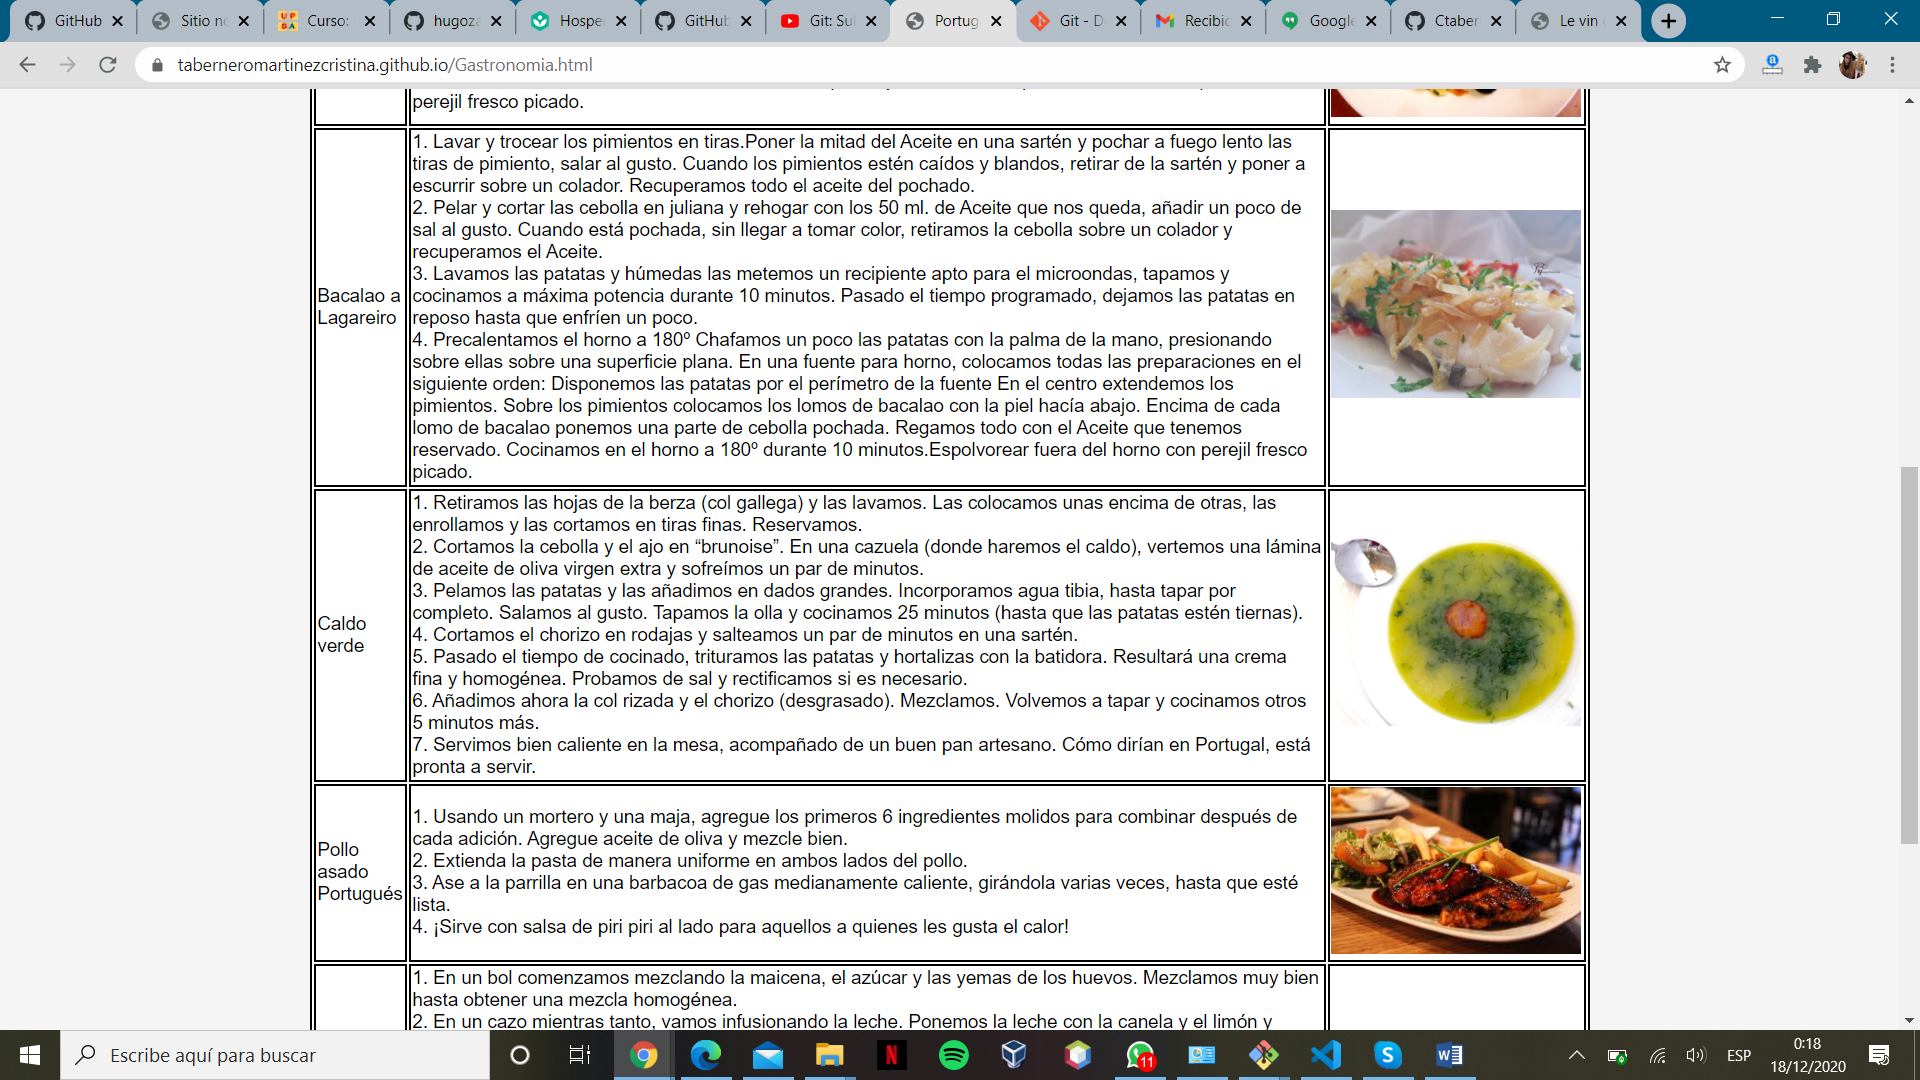 GitHub
Sitio no
Curso:
hugoza
Hospe
GitHub
Git: Sul
Portug
Git - D
Recibio
Google
Ctaber
Le vin
taberneromartinezcristina.github.io/Gastronomia.html
perejil fresco picado.
Bacalao a
Lagareiro
1. Lavar y trocear los pimientos en tiras.Poner la mitad del Aceite en una sartén y pochar a fuego lento las
tiras de pimiento, salar al gusto. Cuando los pimientos estén caídos y blandos, retirar de la sartén y poner a
escurrir sobre un colador. Recuperamos todo el aceite del pochado.
2. Pelar y cortar las cebolla en juliana y rehogar con los 50 ml. de Aceite que nos queda, añadir un poco de
sal al gusto. Cuando está pochada, sin llegar a tomar color, retiramos la cebolla sobre un colador y
recuperamos el Aceite.
3. Lavamos las patatas y húmedas las metemos un recipiente apto para el microondas, tapamos y
cocinamos a máxima potencia durante 10 minutos. Pasado el tiempo programado, dejamos las patatas en
reposo hasta que enfríen un poco.
4. Precalentamos el horno a 180º Chafamos un poco las patatas con la palma de la mano, presionando
sobre ellas sobre una superficie plana. En una fuente para horno, colocamos todas las preparaciones en el
siguiente orden: Disponemos las patatas por el perímetro de la fuente En el centro extendemos los
pimientos. Sobre los pimientos colocamos los lomos de bacalao con la piel hacía abajo. Encima de cada
lomo de bacalao ponemos una parte de cebolla pochada. Regamos todo con el Aceite que tenemos
reservado. Cocinamos en el horno a 180º durante 10 minutos.Espolvorear fuera del horno con perejil fresco
picado.
Caldo
verde
1. Retiramos las hojas de la berza (col gallega) y las lavamos. Las colocamos unas encima de otras, las
enrollamos y las cortamos en tiras finas. Reservamos.
2. Cortamos la cebolla y el ajo en “brunoise”. En una cazuela (donde haremos el caldo), vertemos una lámina
de aceite de oliva virgen extra y sofreímos un par de minutos.
3. Pelamos las patatas y las añadimos en dados grandes. Incorporamos agua tibia, hasta tapar por
completo. Salamos al gusto. Tapamos la olla y cocinamos 25 minutos (hasta que las patatas estén tiernas).
4. Cortamos el chorizo en rodajas y salteamos un par de minutos en una sartén.
5. Pasado el tiempo de cocinado, trituramos las patatas y hortalizas con la batidora. Resultará una crema
fina y homogénea. Probamos de sal y rectificamos si es necesario.
6. Añadimos ahora la col rizada y el chorizo (desgrasado). Mezclamos. Volvemos a tapar y cocinamos otros
5 minutos más.
7. Servimos bien caliente en la mesa, acompañado de un buen pan artesano. Cómo dirían en Portugal, está
pronta a servir.
Pollo
asado
Portugués
1. Usando un mortero y una maja, agregue los primeros 6 ingredientes molidos para combinar después de
cada adición. Agregue aceite de oliva y mezcle bien.
2. Extienda la pasta de manera uniforme en ambos lados del pollo.
3. Ase a la parrilla en una barbacoa de gas medianamente caliente, girándola varias veces, hasta que esté
lista.
4. ¡Sirve con salsa de piri piri al lado para aquellos a quienes les gusta el calor!
1. En un bol comenzamos mezclando la maicena, el azúcar y las yemas de los huevos. Mezclamos muy bien
hasta obtener una mezcla homogénea.
2. En un cazo mientras tanto, vamos infusionando la leche. Ponemos la leche con la canela y el limón y
Escribe aquí para buscar
11
ESP
0:18
18/12/2020